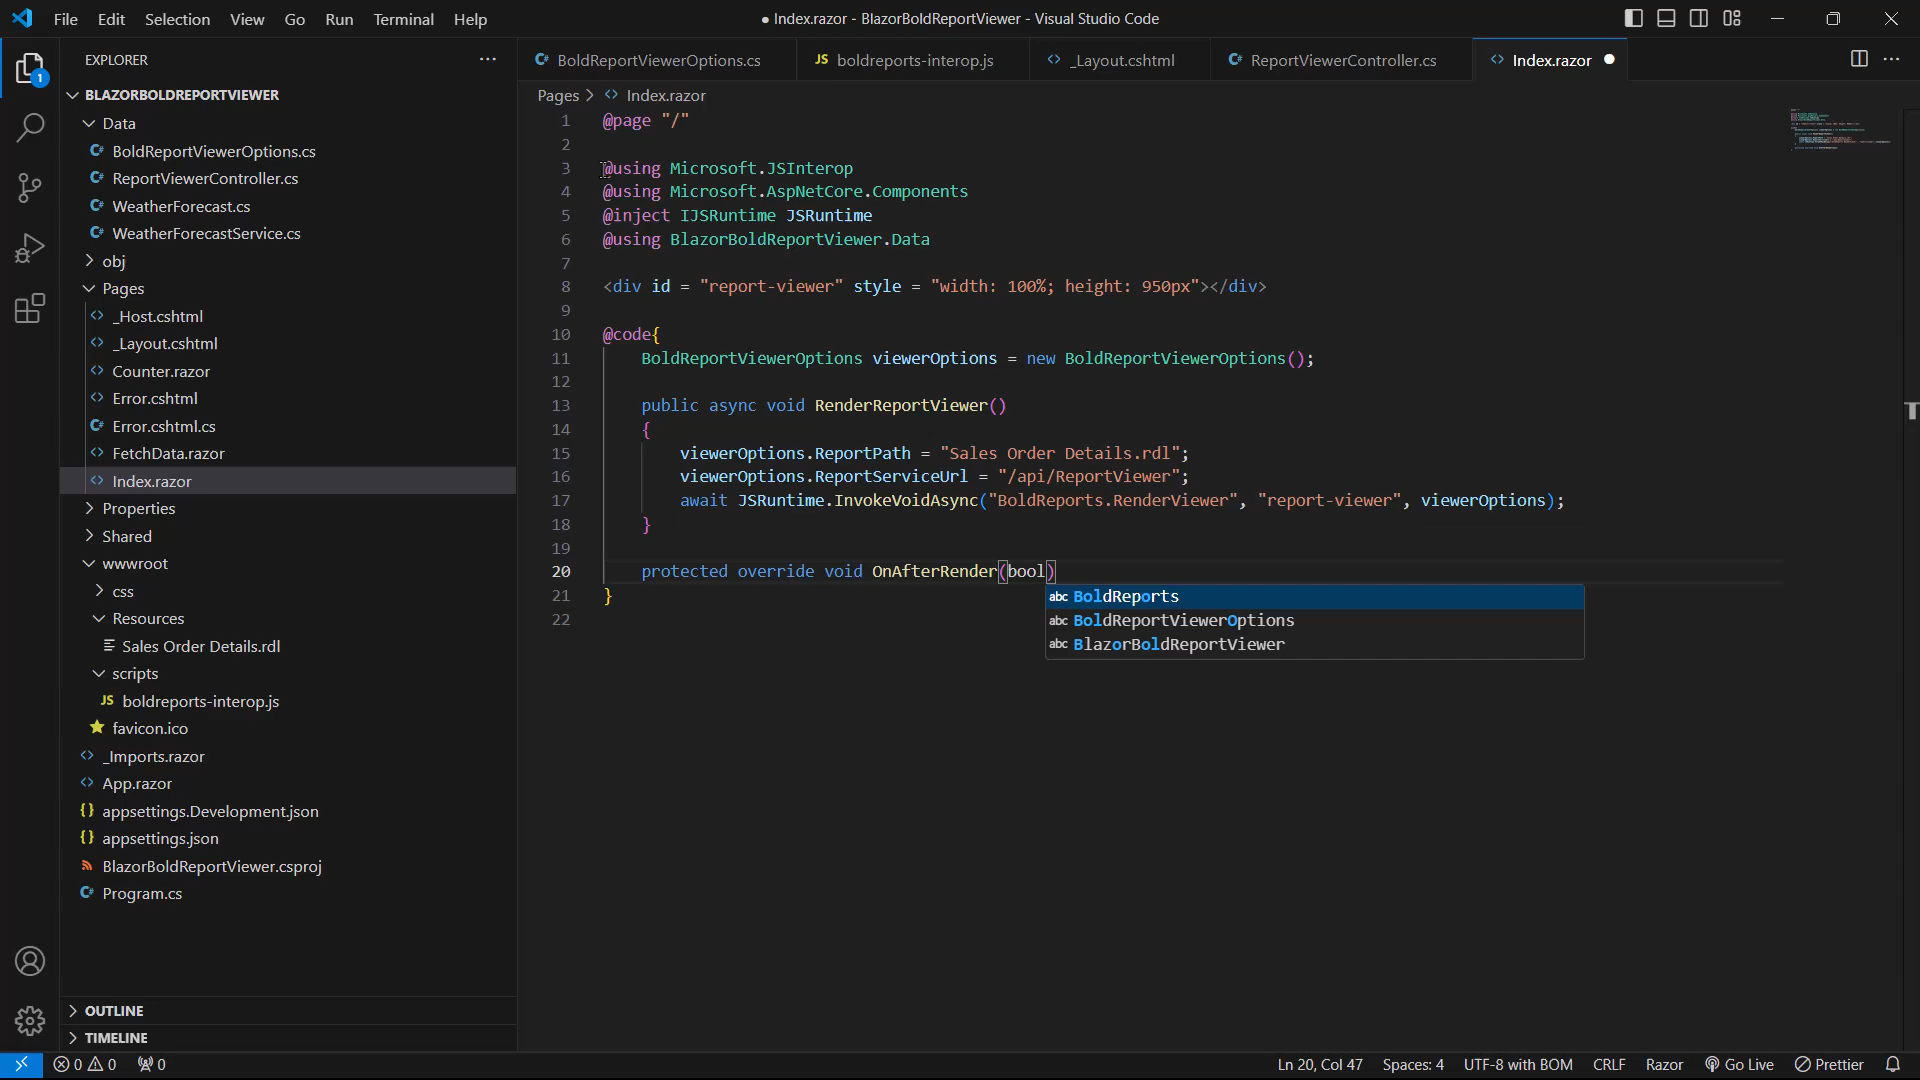 File Edit Selection View Go Run Terminal Help
● Index.razor - BlazorBoldReportViewer - Visual Studio Code
EXPLORER
1
BLAZORBOLDREPORTVIEWER
Data
BoldReportViewerOptions.cs
ReportViewerController.cs
WeatherForecast.cs
WeatherForecastService.cs
obj
Pages
_Host.cshtml
_Layout.cshtml
Counter.razor
Error.cshtml
Error.cshtml.cs
FetchData.razor
Index.razor
Properties
Shared
wwwroot
css
Resources
Sales Order Details.rdl
scripts
JS boldreports-interop.js
favicon.ico
_Imports.razor
App.razor
appsettings.Development.json
appsettings.json
BlazorBoldReportViewer.csproj
C# Program.cs
OUTLINE
TIMELINE
C# BoldReportViewerOptions.cs JS boldreports-interop.js _Layout.cshtml C# ReportViewerController.cs Index.razor
Pages > Index.razor
1 @page "/"
2
3 @using Microsoft.JSInterop
4 @using Microsoft.AspNetCore.Components
5 @inject IJSRuntime JSRuntime
6 @using BlazorBoldReportViewer.Data
7
8 <div id = "report-viewer" style = "width: 100%; height: 950px"></div>
9
10 @code{
11 BoldReportViewerOptions viewerOptions = new BoldReportViewerOptions();
12
13 public async void RenderReportViewer()
14 {
15 viewerOptions.ReportPath = "Sales Order Details.rdl";
16 viewerOptions.ReportServiceUrl = "/api/ReportViewer";
17 await JSRuntime.InvokeVoidAsync("BoldReports.RenderViewer", "report-viewer", viewerOptions);
18 }
19
20 protected override void OnAfterRender(bool)
abc BoldReports
abc BoldReportViewerOptions
abc BlazorBoldReportViewer
21 }
22
0 0 0
Ln 20, Col 47 Spaces: 4 UTF-8 with BOM CRLF Razor Go Live Prettier